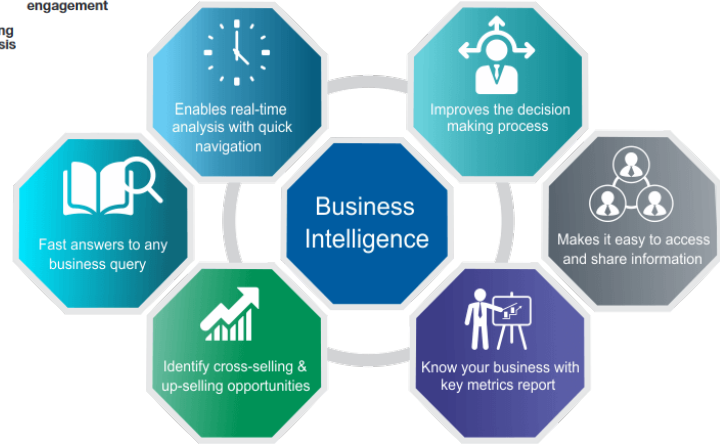 engagement
ng
sis
Enables real-time
analysis with quick
navigation
Improves the decision
making process
Fast answers to any
business query
Business
Intelligence
Makes it easy to access
and share information
Identify cross-selling &
up-selling opportunities
Know your business with
key metrics report